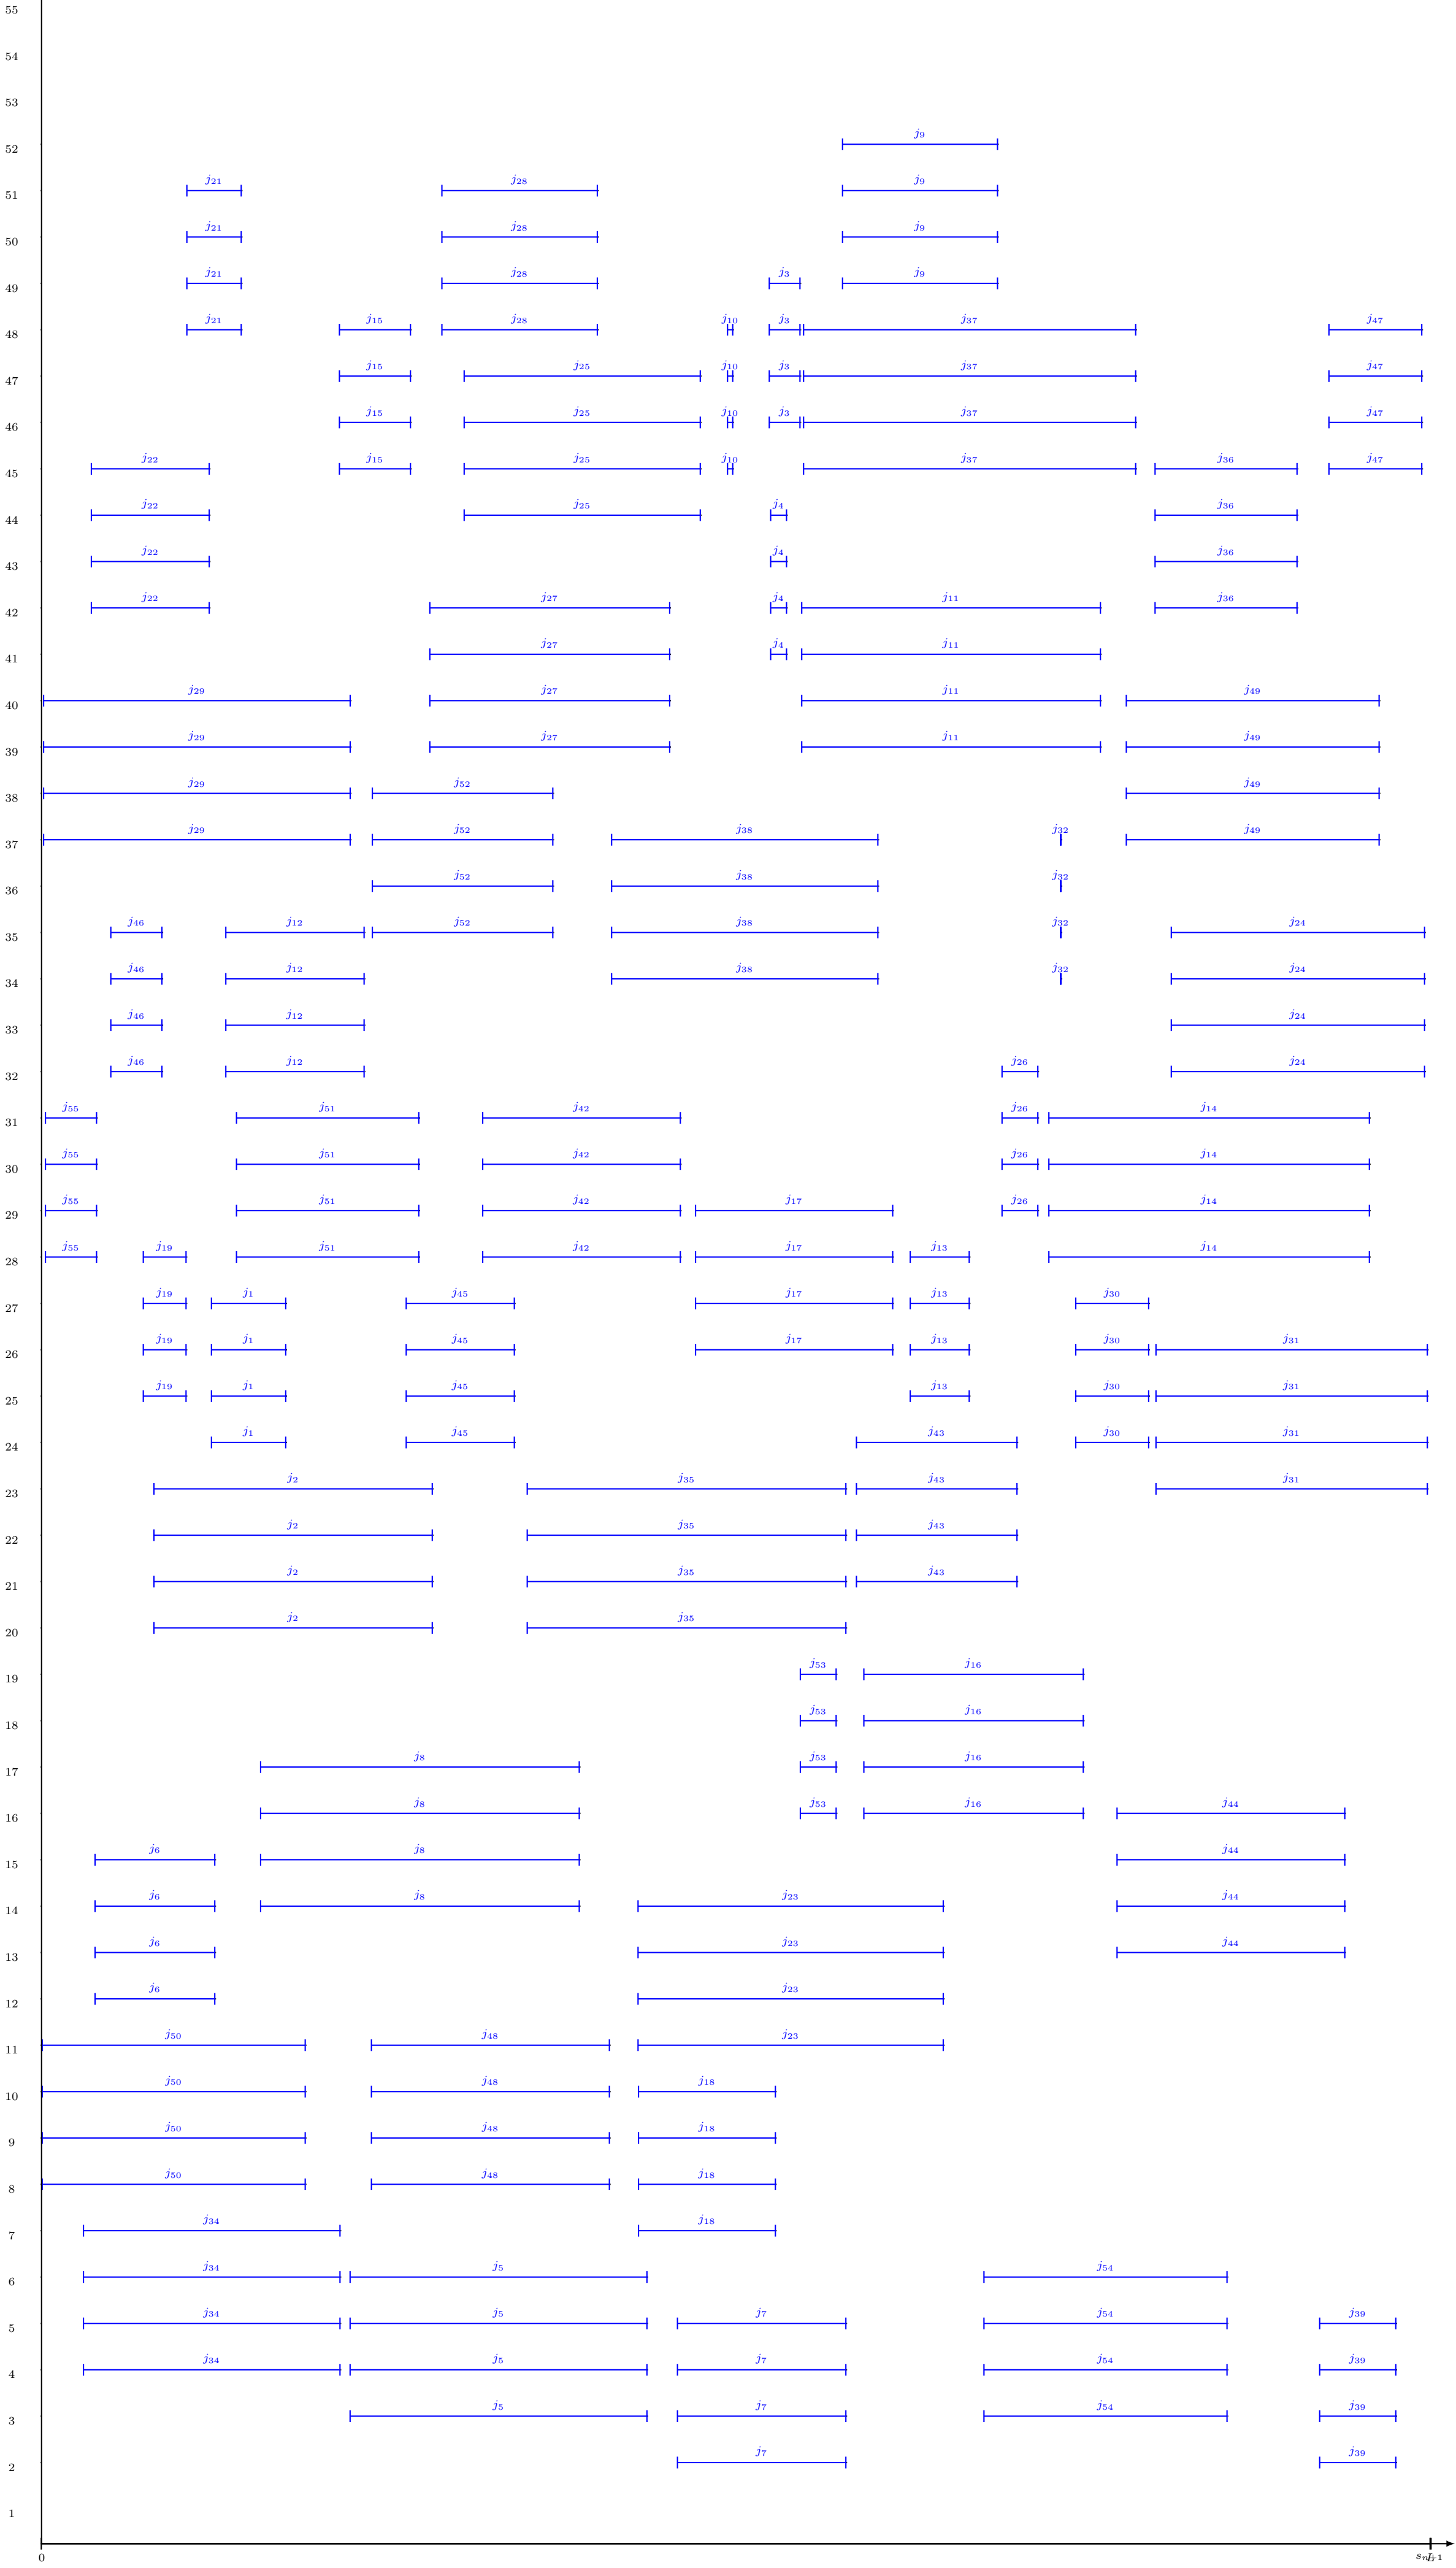 55
54
53
52 j₉
51 j₂₁ j₂₈ j₉
50 j₂₁ j₂₈ j₉
49 j₂₁ j₂₈ j₃ j₉
48 j₂₁ j₁₅ j₂₈ j₁₀ j₃ j₃₇ j₄₇
47 j₁₅ j₂₅ j₁₀ j₃ j₃₇ j₄₇
46 j₁₅ j₂₅ j₁₀ j₃ j₃₇ j₄₇
45 j₂₂ j₁₅ j₂₅ j₁₀ j₃₇ j₃₆ j₄₇
44 j₂₂ j₂₅ j₄ j₃₆
43 j₂₂ j₄ j₃₆
42 j₂₂ j₂₇ j₄ j₁₁ j₃₆
41 j₂₇ j₄ j₁₁
40 j₂₉ j₂₇ j₁₁ j₄₉
39 j₂₉ j₂₇ j₁₁ j₄₉
38 j₂₉ j₅₂ j₄₉
37 j₂₉ j₅₂ j₃₈ j₃₂ j₄₉
36 j₅₂ j₃₈ j₃₂
35 j₄₆ j₁₂ j₅₂ j₃₈ j₃₂ j₂₄
34 j₄₆ j₁₂ j₃₈ j₃₂ j₂₄
33 j₄₆ j₁₂ j₂₄
32 j₄₆ j₁₂ j₂₆ j₂₄
31 j₅₅ j₅₁ j₄₂ j₂₆ j₁₄
30 j₅₅ j₅₁ j₄₂ j₂₆ j₁₄
29 j₅₅ j₅₁ j₄₂ j₁₇ j₂₆ j₁₄
28 j₅₅ j₁₉ j₅₁ j₄₂ j₁₇ j₁₃ j₁₄
27 j₁₉ j₁ j₄₅ j₁₇ j₁₃ j₃₀
26 j₁₉ j₁ j₄₅ j₁₇ j₁₃ j₃₀ j₃₁
25 j₁₉ j₁ j₄₅ j₁₃ j₃₀ j₃₁
24 j₁ j₄₅ j₄₃ j₃₀ j₃₁
23 j₂ j₃₅ j₄₃ j₃₁
22 j₂ j₃₅ j₄₃
21 j₂ j₃₅ j₄₃
20 j₂ j₃₅
19 j₅₃ j₁₆
18 j₅₃ j₁₆
17 j₈ j₅₃ j₁₆
16 j₈ j₅₃ j₁₆ j₄₄
15 j₆ j₈ j₄₄
14 j₆ j₈ j₂₃ j₄₄
13 j₆ j₂₃ j₄₄
12 j₆ j₂₃
11 j₅₀ j₄₈ j₂₃
10 j₅₀ j₄₈ j₁₈
9 j₅₀ j₄₈ j₁₈
8 j₅₀ j₄₈ j₁₈
7 j₃₄ j₁₈
6 j₃₄ j₅ j₅₄
5 j₃₄ j₅ j₇ j₅₄ j₃₉
4 j₃₄ j₅ j₇ j₅₄ j₃₉
3 j₅ j₇ j₅₄ j₃₉
2 j₇ j₃₉
1
0